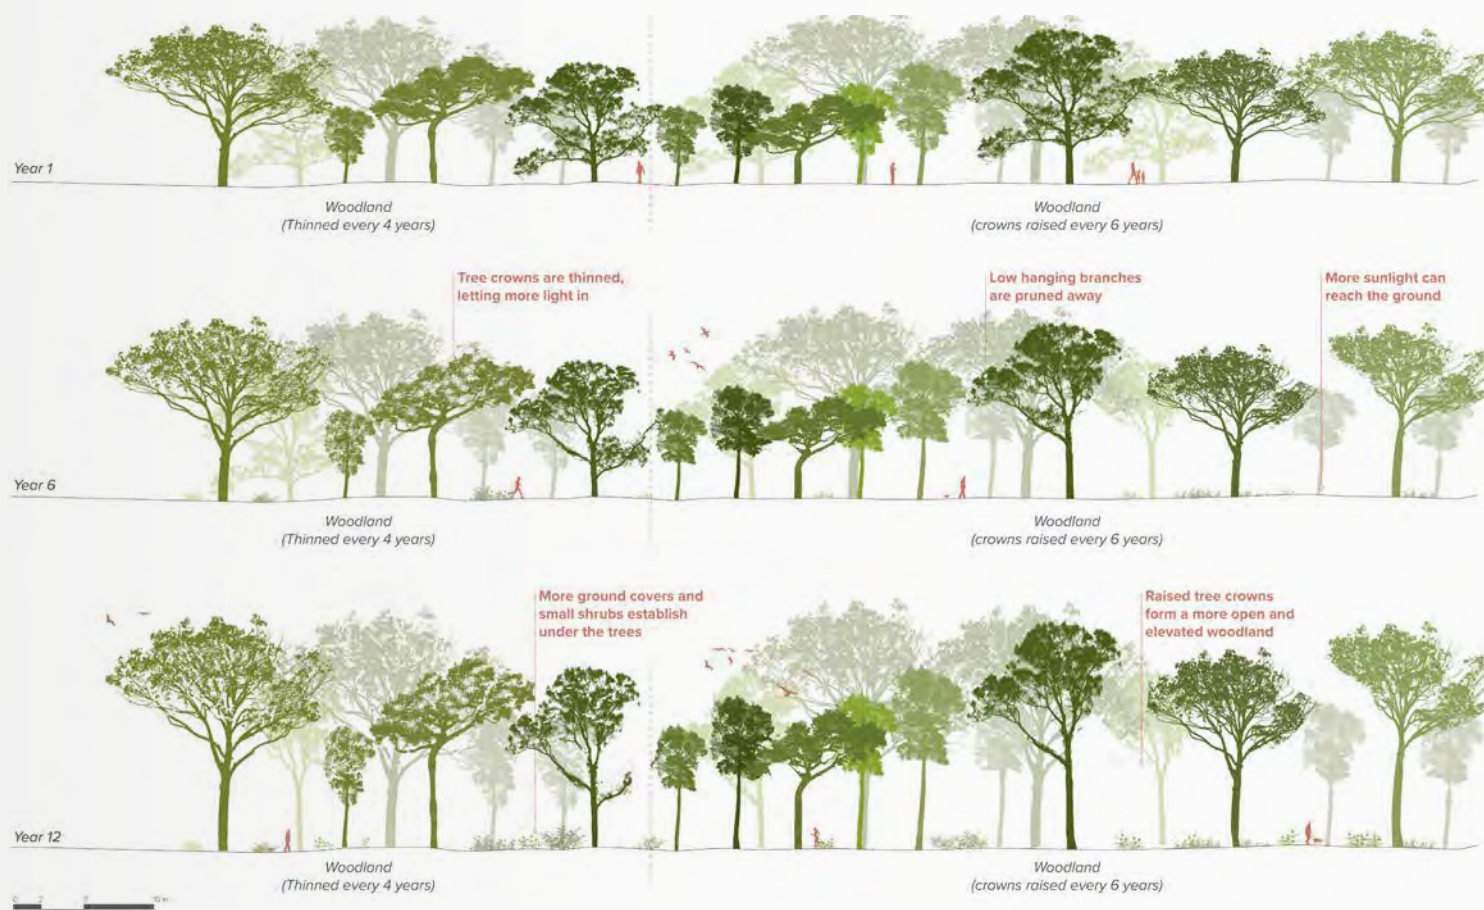 Year 1
Woodland
(Thinned every 4 years)
Woodland
(crowns raised every 6 years)
Tree crowns are thinned,
letting more light in
Low hanging branches
are pruned away
More sunlight can
reach the ground
Year 6
Woodland
(Thinned every 4 years)
Woodland
(crowns raised every 6 years)
More ground covers and
small shrubs establish
under the trees
Raised tree crowns
form a more open and
elevated woodland
Year 12
Woodland
(Thinned every 4 years)
Woodland
(crowns raised every 6 years)